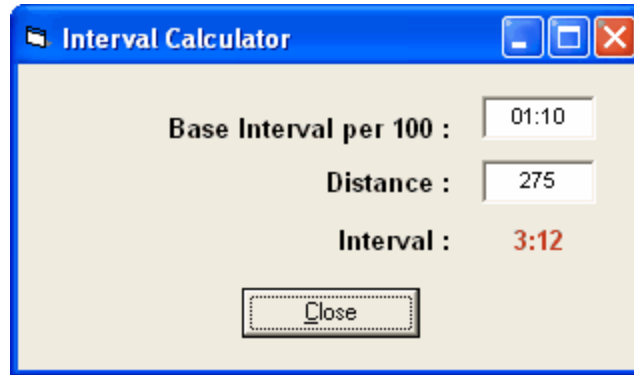 Interval Calculator
Base Interval per 100 : 01:10
Distance : 275
Interval : 3:12
Close